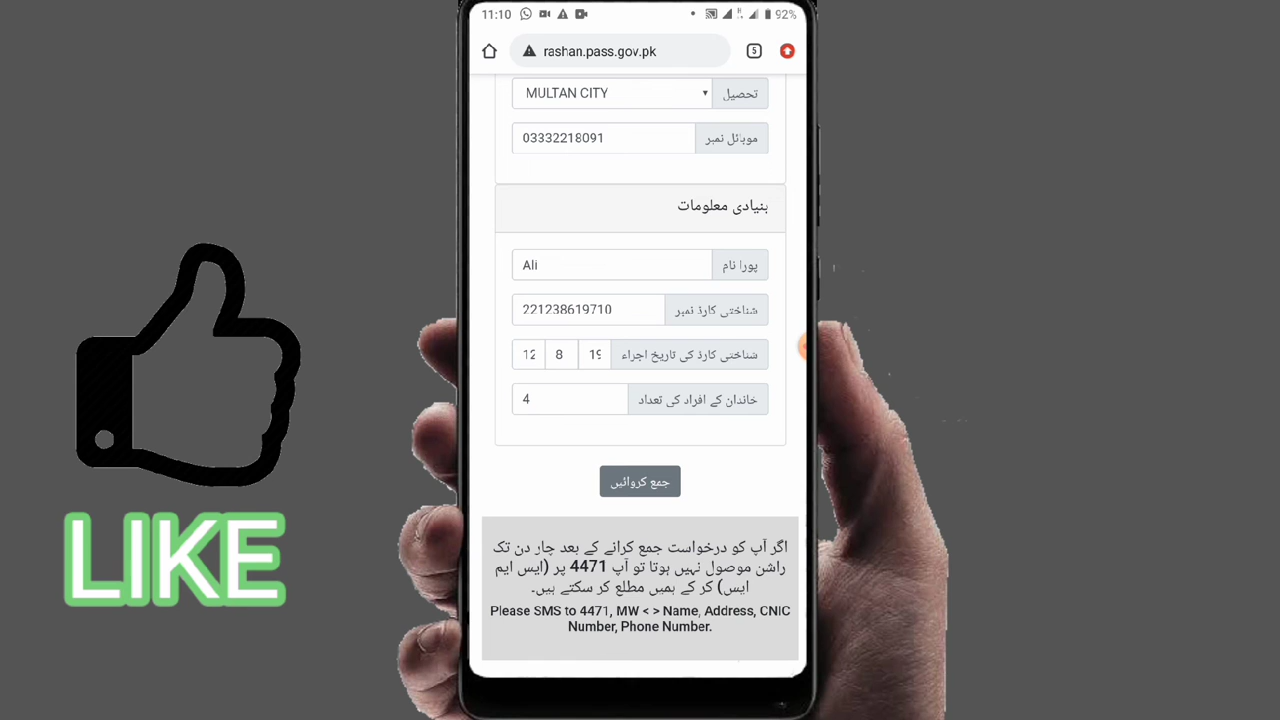 11:10
92%
rashan.pass.gov.pk
5
MULTAN CITY تحصیل
03332218091 موبائل نمبر
بنیادی معلومات
Ali پورا نام
221238619710 شناختی کارڈ نمبر
12 8 19 شناختی کارڈ کی تاریخ اجراء
4 خاندان کے افراد کی تعداد
جمع کروائیں
اگر آپ کو درخواست جمع کرانے کے بعد چار دن تک
راشن موصول نہیں ہوتا تو آپ 4471 پر (ایس ایم
ایس) کر کے ہمیں مطلع کر سکتے ہیں۔
Please SMS to 4471, MW < > Name, Address, CNIC
Number, Phone Number.
LIKE